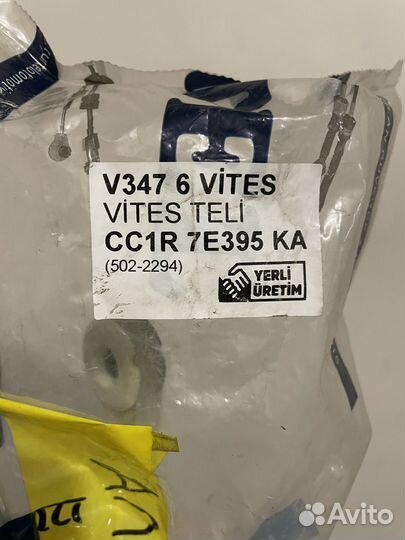 V347 6 VİTES
VİTES TELİ
CC1R 7E395 KA
(502-2294)
YERLİ
ÜRETİM
Avito